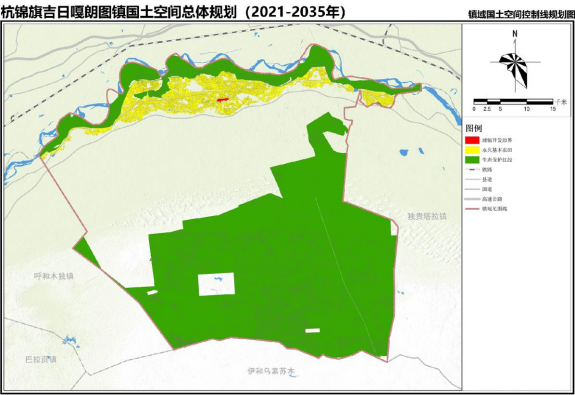 杭锦旗吉日嘎朗图镇国土空间总体规划（2021-2035年）
镇域国土空间控制线规划图
N
0 2.5 5 10 15
千米
图例
城镇开发边界
永久基本农田
生态保护红线
铁路
县道
国道
高速公路
镇域范围线
独贵塔拉镇
呼和木独镇
巴拉贡镇
伊和乌素苏木